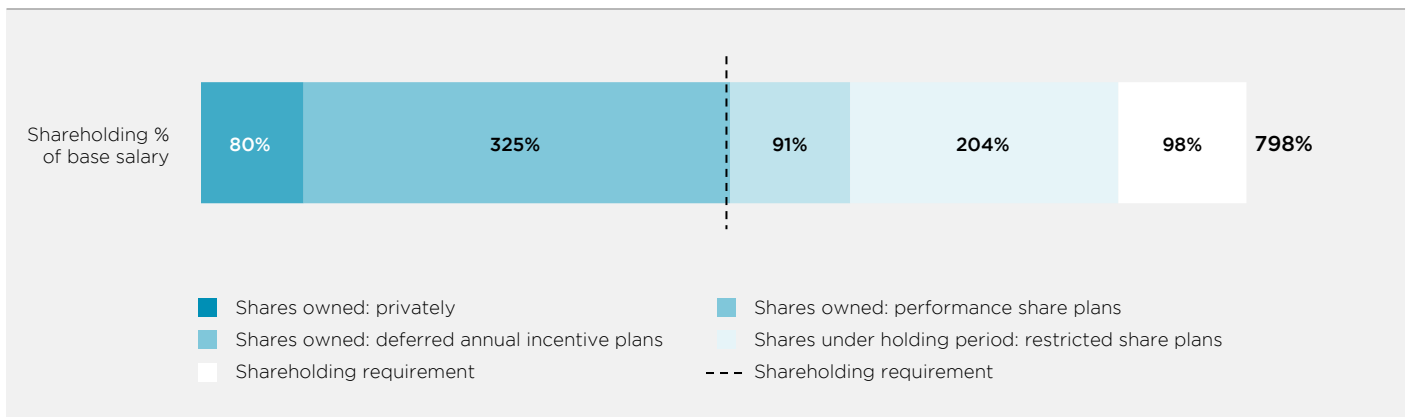 Shareholding %
of base salary
80%
325%
91%
204%
98%
798%
Shares owned: privately
Shares owned: performance share plans
Shares owned: deferred annual incentive plans
Shares under holding period: restricted share plans
Shareholding requirement
Shareholding requirement